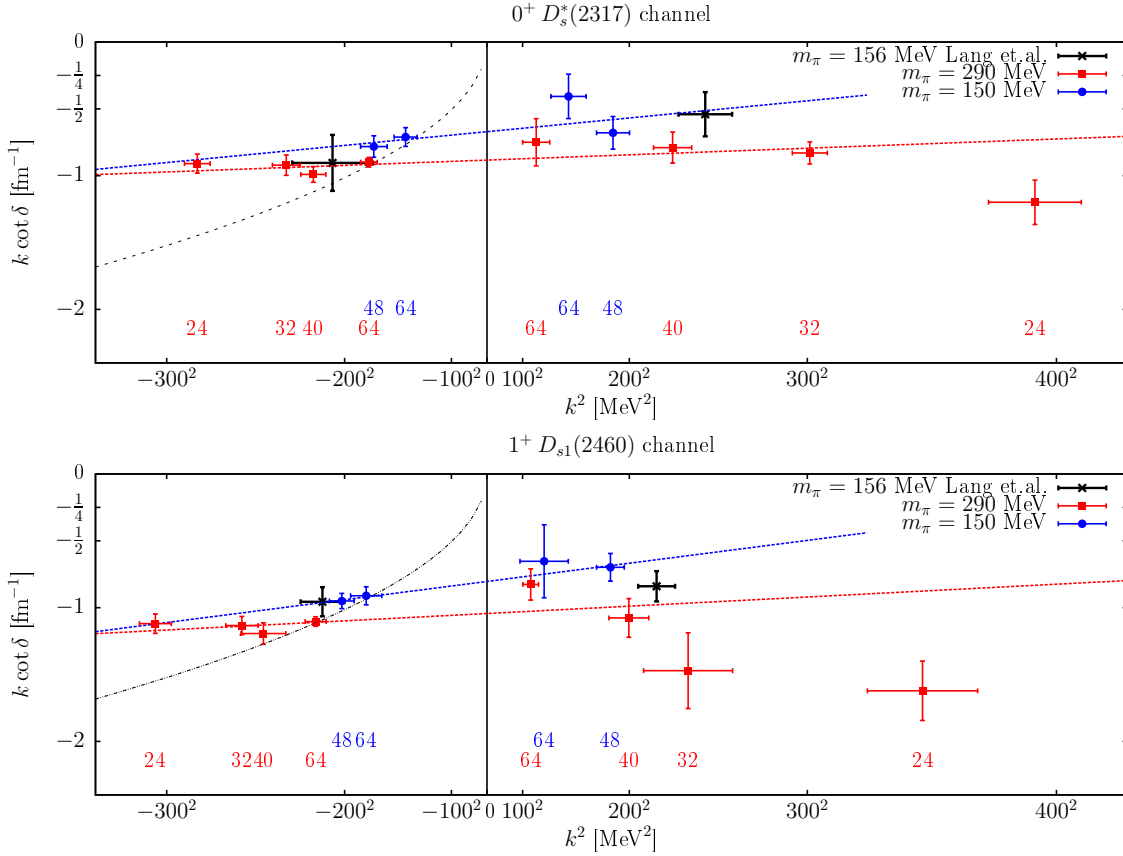 0⁺ D*ₛ(2317) channel
mπ = 156 MeV Lang et.al.
mπ = 290 MeV
mπ = 150 MeV
0
−1/4
−1/2
−1
−2
k cot δ [fm⁻¹]
48 64 64 48
24 32 40 64 64 40 32 24
−300² −200² −100² 0 100² 200² 300² 400²
k² [MeV²]
1⁺ Dₛ₁(2460) channel
mπ = 156 MeV Lang et.al.
mπ = 290 MeV
mπ = 150 MeV
0
−1/4
−1/2
−1
−2
k cot δ [fm⁻¹]
48 64 64 48
24 32 40 64 64 40 32 24
−300² −200² −100² 0 100² 200² 300² 400²
k² [MeV²]